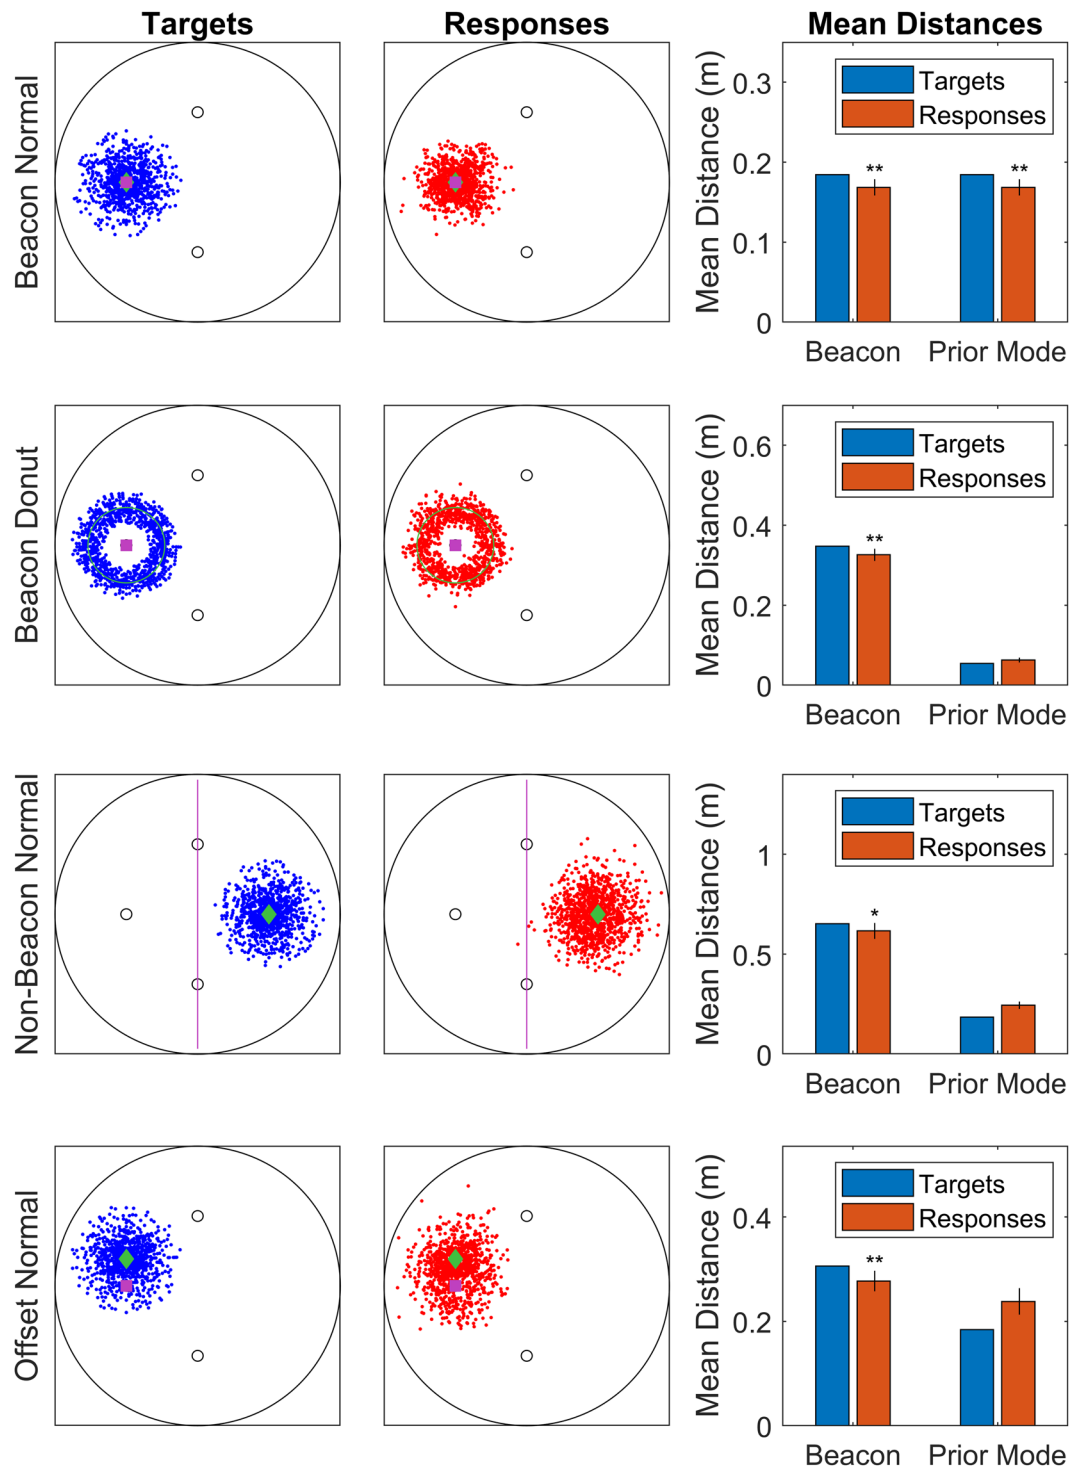 Targets Responses Mean Distances
Beacon Normal
Mean Distance (m)
0.3
0.2
0.1
0
Targets
Responses
** **
Beacon Prior Mode
Beacon Donut
Mean Distance (m)
0.6
0.4
0.2
0
Targets
Responses
**
Beacon Prior Mode
Non-Beacon Normal
Mean Distance (m)
1
0.5
0
Targets
Responses
*
Beacon Prior Mode
Offset Normal
Mean Distance (m)
0.4
0.2
0
Targets
Responses
**
Beacon Prior Mode